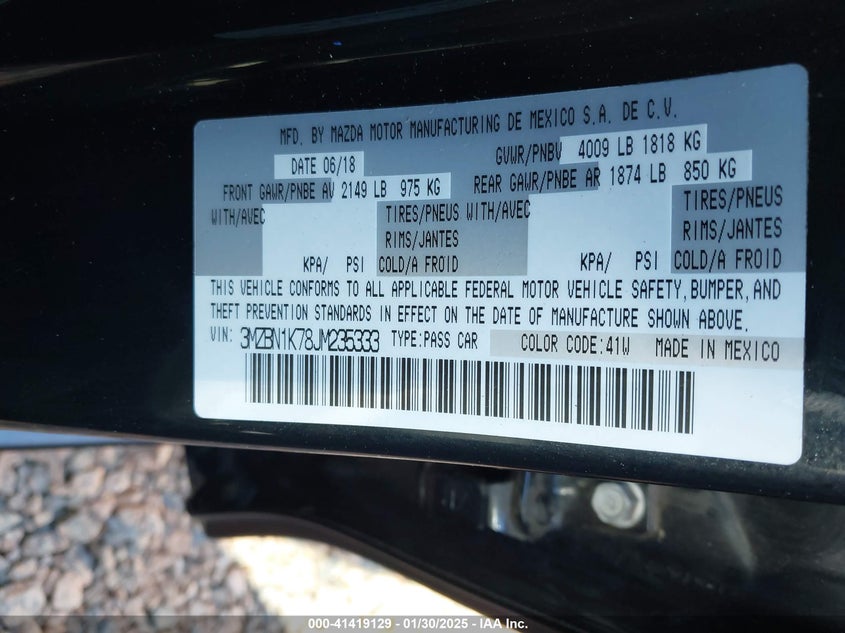 MFD. BY MAZDA MOTOR MANUFACTURING DE MEXICO S.A. DE C.V.
DATE 06/18 GVWR/PNBV 4009 LB 1818 KG
FRONT GAWR/PNBE AV 2149 LB 975 KG REAR GAWR/PNBE AR 1874 LB 850 KG
WITH/AVEC TIRES/PNEUS WITH/AVEC TIRES/PNEUS
RIMS/JANTES RIMS/JANTES
KPA/ PSI COLD/A FROID KPA/ PSI COLD/A FROID
THIS VEHICLE CONFORMS TO ALL APPLICABLE FEDERAL MOTOR VEHICLE SAFETY, BUMPER, AND
THEFT PREVENTION STANDARDS IN EFFECT ON THE DATE OF MANUFACTURE SHOWN ABOVE.
VIN: 3MZBN1K78JM235333 TYPE:PASS CAR COLOR CODE:41W MADE IN MEXICO
000-41419129 — 01/30/2025 — IAA Inc.